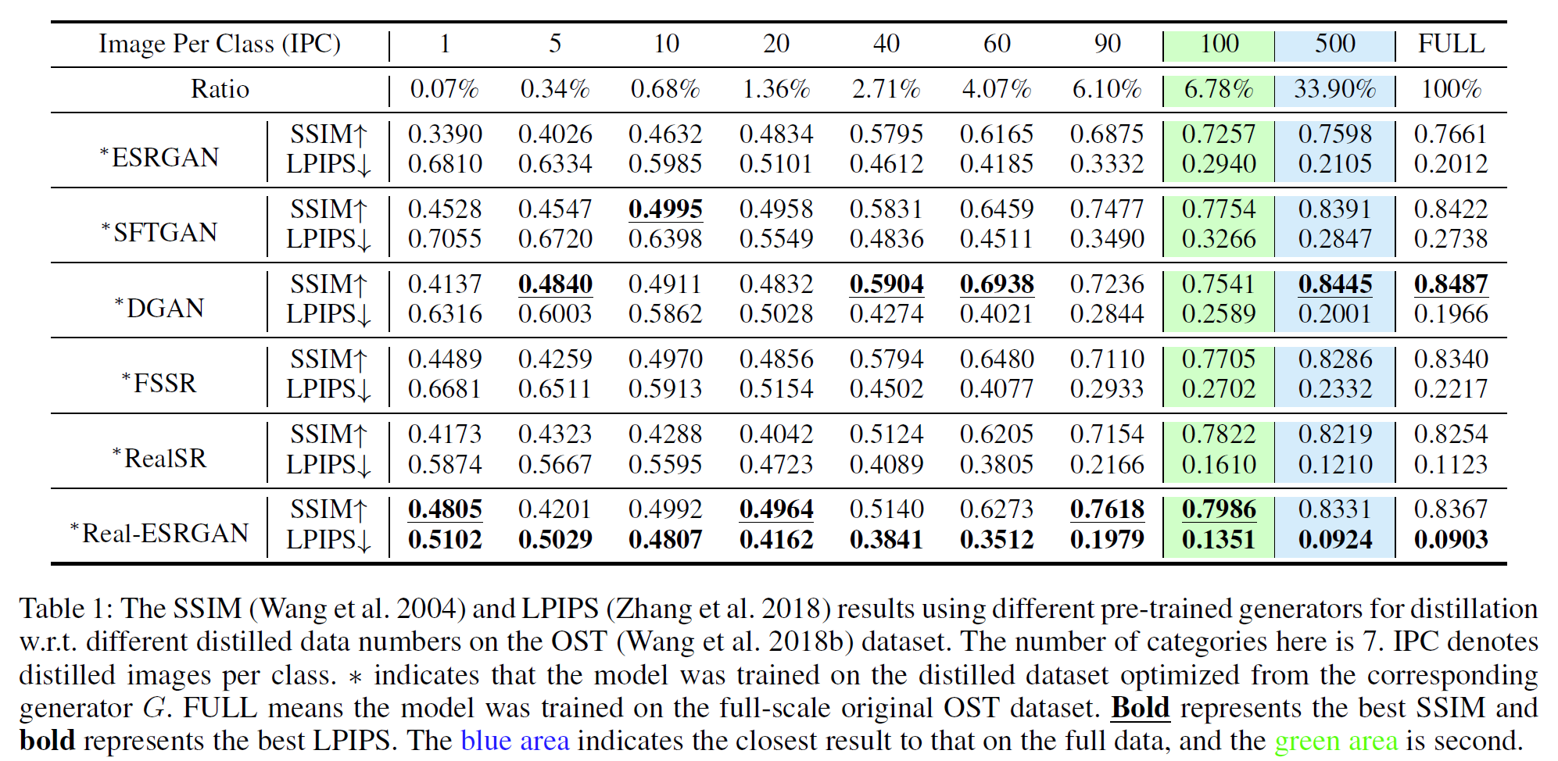 Image Per Class (IPC) 1 5 10 20 40 60 90 100 500 FULL
Ratio 0.07% 0.34% 0.68% 1.36% 2.71% 4.07% 6.10% 6.78% 33.90% 100%
*ESRGAN SSIM↑ 0.3390 0.4026 0.4632 0.4834 0.5795 0.6165 0.6875 0.7257 0.7598 0.7661
LPIPS↓ 0.6810 0.6334 0.5985 0.5101 0.4612 0.4185 0.3332 0.2940 0.2105 0.2012
*SFTGAN SSIM↑ 0.4528 0.4547 0.4995 0.4958 0.5831 0.6459 0.7477 0.7754 0.8391 0.8422
LPIPS↓ 0.7055 0.6720 0.6398 0.5549 0.4836 0.4511 0.3490 0.3266 0.2847 0.2738
*DGAN SSIM↑ 0.4137 0.4840 0.4911 0.4832 0.5904 0.6938 0.7236 0.7541 0.8445 0.8487
LPIPS↓ 0.6316 0.6003 0.5862 0.5028 0.4274 0.4021 0.2844 0.2589 0.2001 0.1966
*FSSR SSIM↑ 0.4489 0.4259 0.4970 0.4856 0.5794 0.6480 0.7110 0.7705 0.8286 0.8340
LPIPS↓ 0.6681 0.6511 0.5913 0.5154 0.4502 0.4077 0.2933 0.2702 0.2332 0.2217
*RealSR SSIM↑ 0.4173 0.4323 0.4288 0.4042 0.5124 0.6205 0.7154 0.7822 0.8219 0.8254
LPIPS↓ 0.5874 0.5667 0.5595 0.4723 0.4089 0.3805 0.2166 0.1610 0.1210 0.1123
*Real-ESRGAN SSIM↑ 0.4805 0.4201 0.4992 0.4964 0.5140 0.6273 0.7618 0.7986 0.8331 0.8367
LPIPS↓ 0.5102 0.5029 0.4807 0.4162 0.3841 0.3512 0.1979 0.1351 0.0924 0.0903
Table 1: The SSIM (Wang et al. 2004) and LPIPS (Zhang et al. 2018) results using different pre-trained generators for distillation
w.r.t. different distilled data numbers on the OST (Wang et al. 2018b) dataset. The number of categories here is 7. IPC denotes
distilled images per class. ∗ indicates that the model was trained on the distilled dataset optimized from the corresponding
generator G. FULL means the model was trained on the full-scale original OST dataset. Bold represents the best SSIM and
bold represents the best LPIPS. The blue area indicates the closest result to that on the full data, and the green area is second.